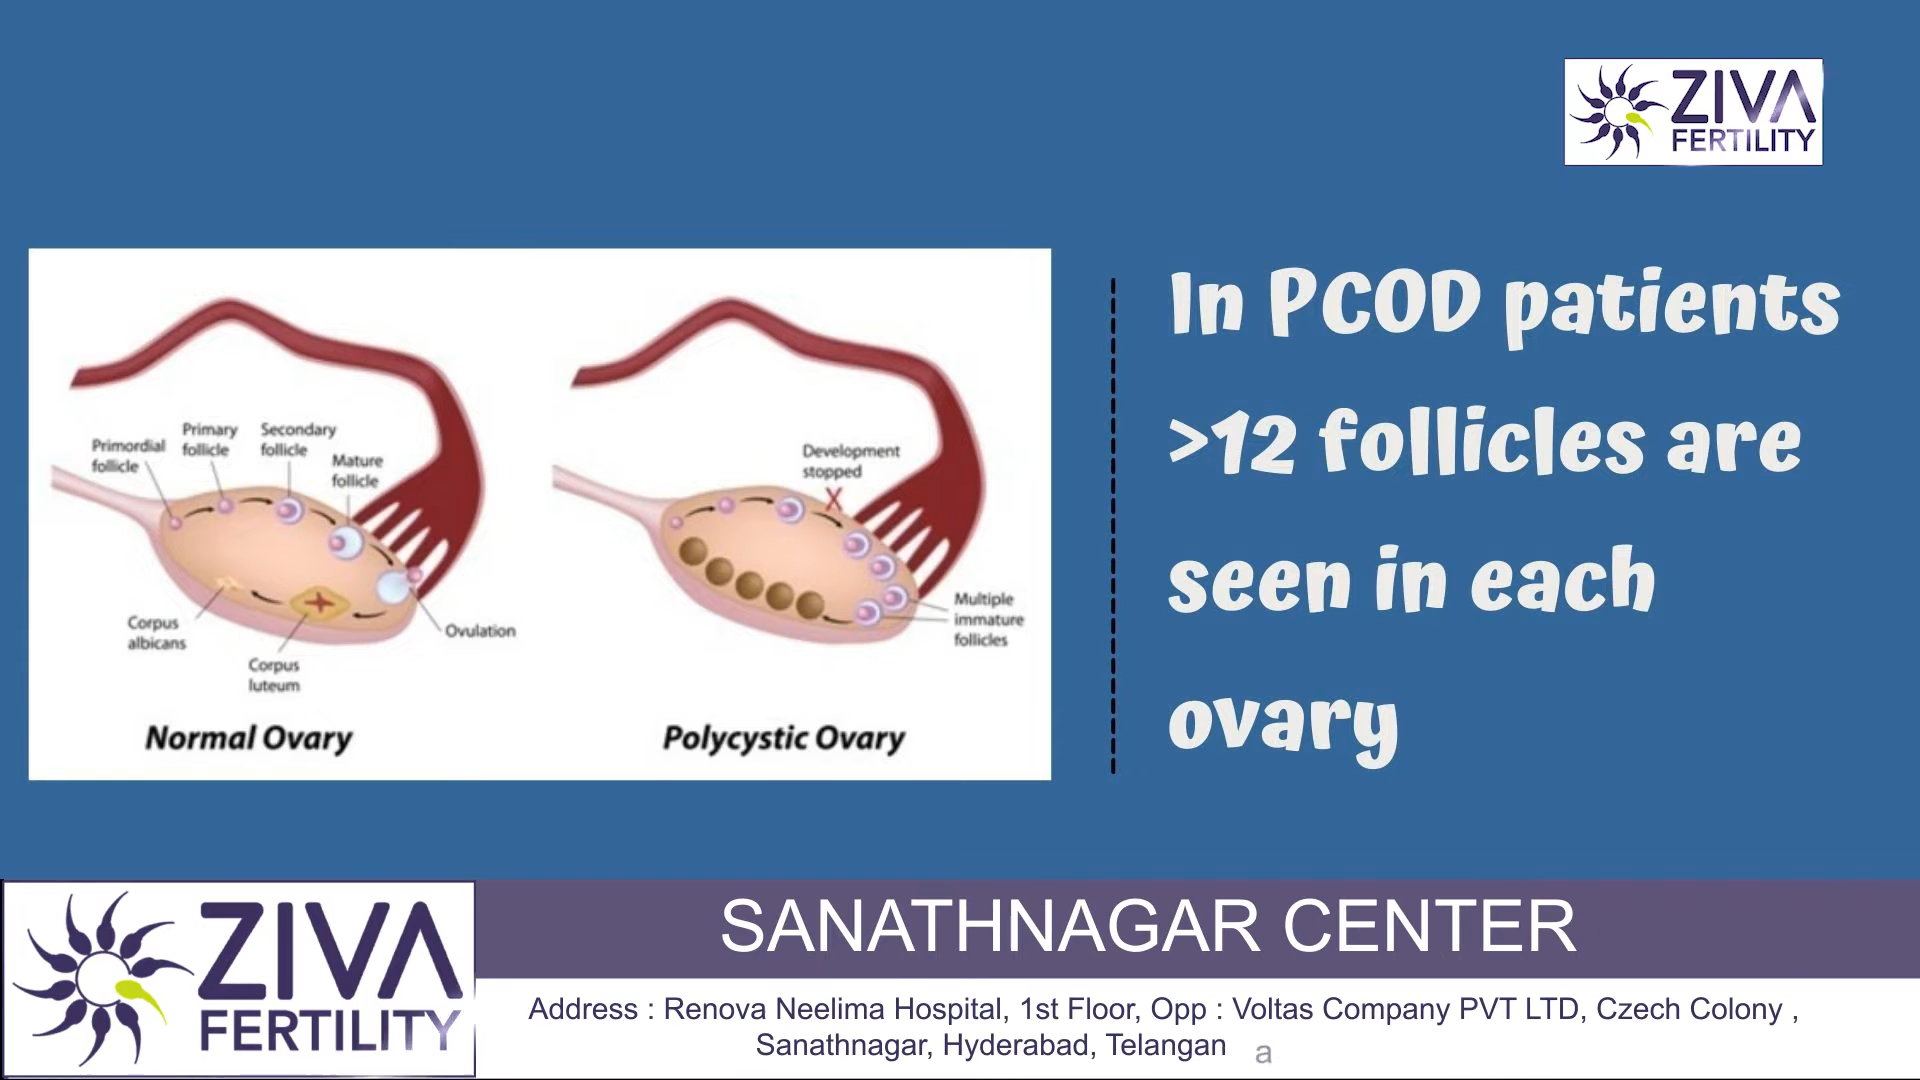 ZIVA
FERTILITY
In PCOD patients
>12 follicles are
seen in each
ovary
Primordial
follicle
Primary
follicle
Secondary
follicle
Mature
follicle
Ovulation
Corpus
luteum
Corpus
albicans
Normal Ovary
Development
stopped
Multiple
immature
follicles
Polycystic Ovary
ZIVA
FERTILITY
SANATHNAGAR CENTER
Address : Renova Neelima Hospital, 1st Floor, Opp : Voltas Company PVT LTD, Czech Colony ,
Sanathnagar, Hyderabad, Telangan a